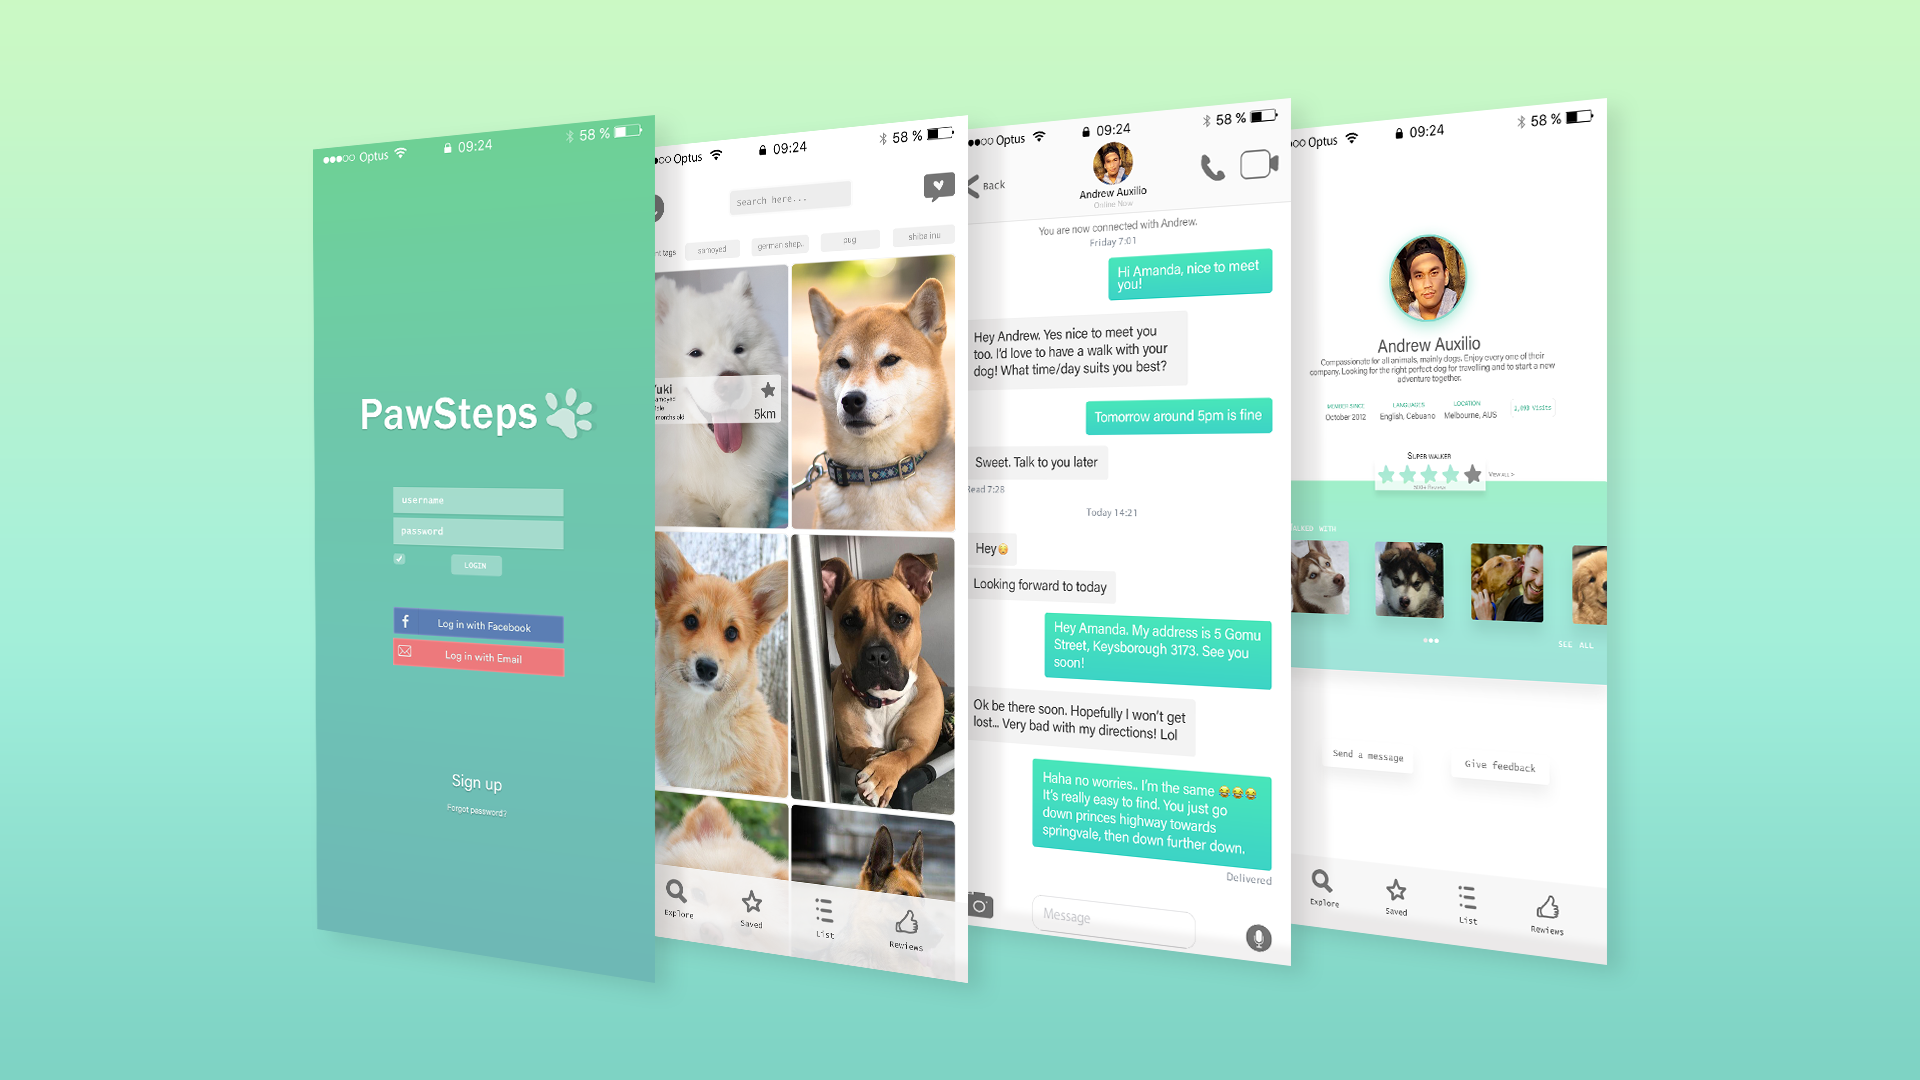 Optus
09:24
58 %
PawSteps
username
password
LOGIN
Log in with Facebook
Log in with Email
Sign up
Forgot password?
Optus
09:24
58 %
Search here...
tags
samoyed
german shep..
pug
shiba inu
Yuki
5km
months old
Explore
Saved
List
Rewiews
Optus
09:24
58 %
Back
Andrew Auxilio
Online Now
You are now connected with Andrew.
Friday 7:01
Hi Amanda, nice to meet
you!
Hey Andrew. Yes nice to meet you
too. I'd love to have a walk with your
dog! What time/day suits you best?
Tomorrow around 5pm is fine
Sweet. Talk to you later
Read 7:28
Today 14:21
Hey😳
Looking forward to today
Hey Amanda. My address is 5 Gomu
Street, Keysborough 3173. See you
soon!
Ok be there soon. Hopefully I won't get
lost... Very bad with my directions! Lol
Haha no worries.. I'm the same 😂😂😂
It's really easy to find. You just go
down princes highway towards
springvale, then down further down.
Delivered
Message
Optus
09:24
58 %
Andrew Auxilio
Compassionate for all animals, mainly dogs. Enjoy every one of their
company. Looking for the right perfect dog for travelling and to start a new
adventure together.
MEMBER SINCE
October 2012
LANGUAGES
English, Cebuano
LOCATION
Melbourne, AUS
Visits
SUPER WALKER
View all >
Reviews
WALKED WITH
SEE ALL
Send a message
Give feedback
Explore
Saved
List
Rewiews